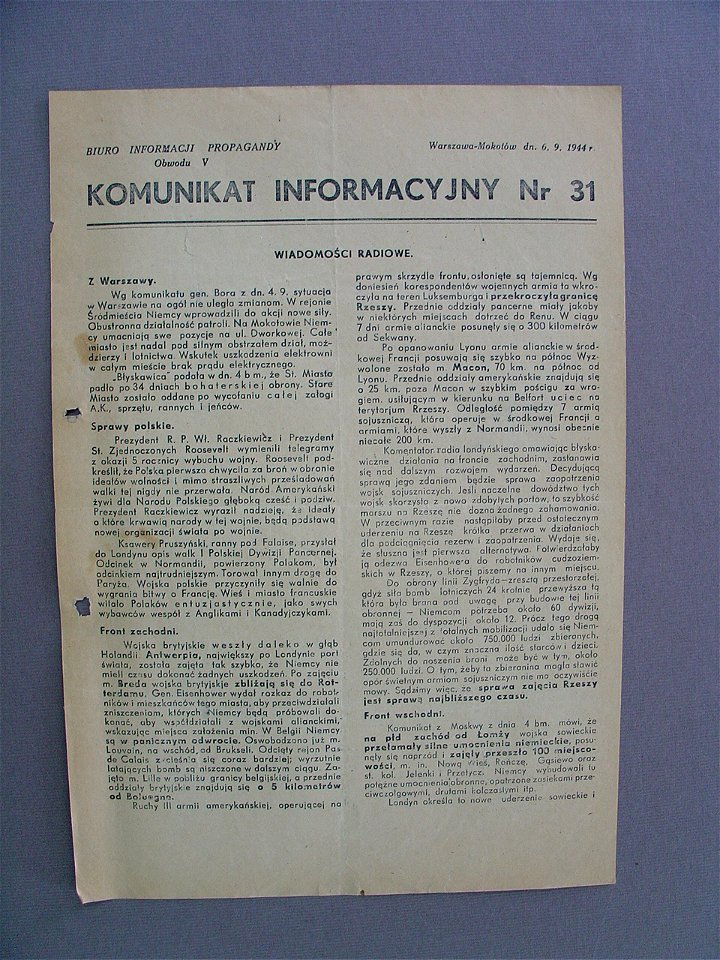 BIURO INFORMACJI PROPAGANDY
Obwodu V
Warszawa-Mokotów dn. 6. 9. 1944 r.
KOMUNIKAT INFORMACYJNY Nr 31
WIADOMOŚCI RADIOWE.
Z Warszawy.
Wg komunikatu gen. Bora z dn. 4. 9. sytuacja
w Warszawie na ogół nie uległa zmianom. W rejonie
Śródmieścia Niemcy wprowadzili do akcji nowe siły.
Obustronna działalność patroli. Na Mokotowie Niem-
cy umacniają swe pozycje na ul. Dworkowej. Całe
miasto jest nadal pod silnym obstrzałem dział, moź-
dzierzy i lotnictwa. Wskutek uszkodzenia elektrowni
w całym mieście brak prądu elektrycznego.
„Błyskawica" podała w dn. 4 b m., że St. Miasto
padło po 34 dniach bohaterskiej obrony. Stare
Miasto zostało oddane po wycofaniu całej załogi
A.K., sprzętu, rannych i jeńców.
Sprawy polskie.
Prezydent R. P. Wł. Raczkiewicz i Prezydent
St. Zjednoczonych Roosevelt wymienili telegramy
z okazji 5 rocznicy wybuchu wojny. Roosevelt pod-
kreślił, że Polska pierwsza chwyciła za broń w obronie
ideałów wolności i mimo straszliwych prześladowań
walki tej nigdy nie przerwała. Naród Amerykański
żywi dla Narodu Polskiego głęboką cześć i podziw.
Prezydent Raczkiewicz wyraził nadzieję, że ideały
o które krwawią narody w tej wojnie, będą podstawą
nowej organizacji świata po wojnie.
Ksawery Pruszyński, ranny pod Falaise, przysłał
do Londynu opis walk I Polskiej Dywizji Pancernej.
Odcinek w Normandii, powierzony Polakom, był
odcinkiem najtrudniejszym. Torował innym drogę do
Paryża. Wojska polskie przyczyniły się walnie do
wygrania bitwy o Francję. Wieś i miasto francuskie
witało Polaków entuzjastycznie, jako swych
wybawców wespół z Anglikami i Kanadyjczykami.
Front zachodni.
Wojska brytyjskie weszły daleko w głąb
Holandii Antwerpia, największy po Londynie port
świata, została zajęta tak szybko, że Niemcy nie
mieli czasu dokonać żadnych uszkodzeń. Po zajęciu
m. Breda wojska brytyjskie zbliżają się do Rot-
terdamu. Gen. Eisenhower wydał rozkaz do robot-
ników i mieszkańców tego miasta, aby przeciwdziałali
zniszczeniom, których Niemcy będą próbowali do-
konać, aby współdziałali z wojskami alianckimi,
wskazując miejsca założenia min. W Belgii Niemcy
są w panicznym odwrocie. Oswobodzono już m.
Louvain, na wschód, od Brukseli. Odcięty rejon Pas
de Calais zacieśnia się coraz bardziej; wyrzutnie
latających bomb są niszczone w dalszym ciągu. Za-
jęto m. Lille w pobliżu granicy belgijskiej, a przednie
oddziały brytyjskie znajdują się o 5 kilometrów
od Boulogne.
Ruchy III armii amerykańskiej, operującej na
prawym skrzydle frontu, osłonięte są tajemnicą. Wg
doniesień korespondentów wojennych armia ta wkro-
czyła na teren Luksemburga i przekroczyła granicę
Rzeszy. Przednie oddziały pancerne miały jakoby
w niektórych miejscach dotrzeć do Renu. W ciągu
7 dni armie alianckie posunęły się o 300 kilometrów
od Sekwany.
Po opanowaniu Lyonu armie alianckie w środ-
kowej Francji posuwają się szybko na północ Wyz-
wolone zostało m Macon, 70 km. na północ od
Lyonu. Przednie oddziały amerykańskie znajdują się
o 25 km. poza Macon w szybkim pościgu za wro-
giem, usiłującym w kierunku na Belfort uciec na
terytorjum Rrzeszy. Odległość pomiędzy 7 armią
sojuszniczą, która operuje w środkowej Francji a
armiami, które wyszły z Normandii, wynosi obecnie
niecałe 200 km.
Komentator radia londyńskiego omawiając błyska-
wiczne działania na froncie zachodnim, zastanawia
się nad dalszym rozwojem wydarzeń. Decydującą
sprawą jego zdaniem będzie sprawa zaopatrzenia
wojsk sojuszniczych. Jeśli naczelne dowództwo tych
wojsk skorzysta z nowo zdobytych portów, to szybkość
marszu na Rzeszę nie dozna żadnego zahamowania.
W przeciwnym razie nastąpiłaby przed ostatecznym
uderzeniu na Rzeszę krótka przerwa w działaniach
dla podciągnięcia rezerw i zaopatrzenia. Wydaje się,
że słuszna jest pierwsza alternatywa. Potwierdzałaby
ją odezwa Eisenhowera do robotników cudzoziem-
skich w Rzeszy, o której piszemy na innym miejscu.
Do obrony linii Zygfryda—zresztą przestarzałej,
gdyż siła bomb lotniczych 24 krotnie przewyższa tą
która była brana pod uwagę przy budowie tej linii
obronnej — Niemcom potrzeba około 60 dywizji,
mają zaś do dyspozycji około 12. Prócz tego drogą
najtotalniejszej z totalnych mobilizacji udało się Niem-
com umundurować około 750.000 ludzi zbieranych,
gdzie się da, w czym znaczna ilość starców i dzieci.
Zdolnych do noszenia broni może być w tym, około
250.000 ludzi. O tym, żeby ta zbieranina mogła stawić
opór świetnym armiom sojuszniczym nie ma oczywiście
mowy. Sądzimy więc, że sprawa zajęcia Rzeszy
jest sprawą najbliższego czasu.
Front wschodni.
Komunikat z Moskwy z dnia 4 bm. mówi, że
na płd zachód od Łomży wojska sowieckie
przełamały silne umocnienia niemieckie, posu-
nęły się naprzód i zajęły przeszło 100 miejsco-
wości, m. in. Nową Wieś, Reńczę, Gąsiewo oraz
st. kol. Jelenki i Przetycz. Niemcy wybudowali tu
potężne umocnienia obronne, opatrzone zasiekami prze-
ciwczołgowymi, drutami kolczastymi itp.
Londyn określa to nowe uderzenie sowieckie i